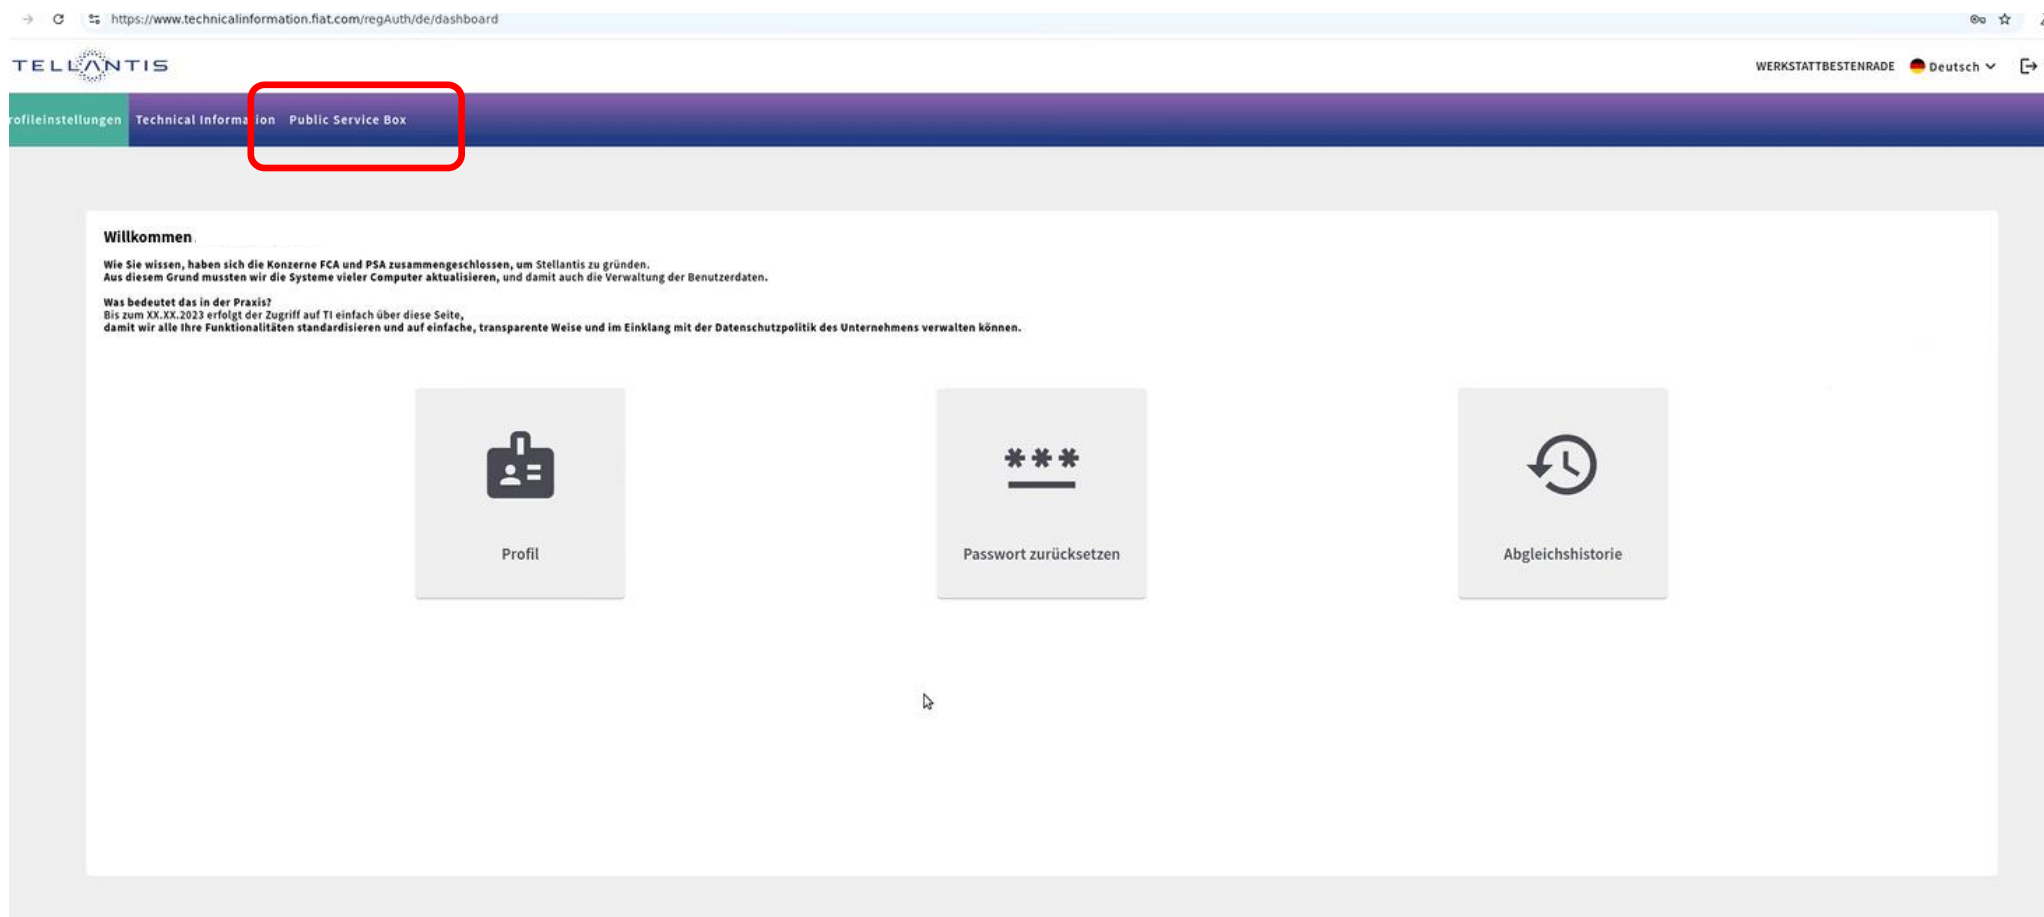 https://www.technicalinformation.fiat.com/regAuth/de/dashboard
TELLANTIS
WERKSTATTBESTENRADE Deutsch
rofileinstellungen Technical Information Public Service Box
Willkommen
Wie Sie wissen, haben sich die Konzerne FCA und PSA zusammengeschlossen, um Stellantis zu gründen.
Aus diesem Grund mussten wir die Systeme vieler Computer aktualisieren, und damit auch die Verwaltung der Benutzerdaten.
Was bedeutet das in der Praxis?
Bis zum XX.XX.2023 erfolgt der Zugriff auf TI einfach über diese Seite,
damit wir alle Ihre Funktionalitäten standardisieren und auf einfache, transparente Weise und im Einklang mit der Datenschutzpolitik des Unternehmens verwalten können.
***
Profil
Passwort zurücksetzen
Abgleichshistorie